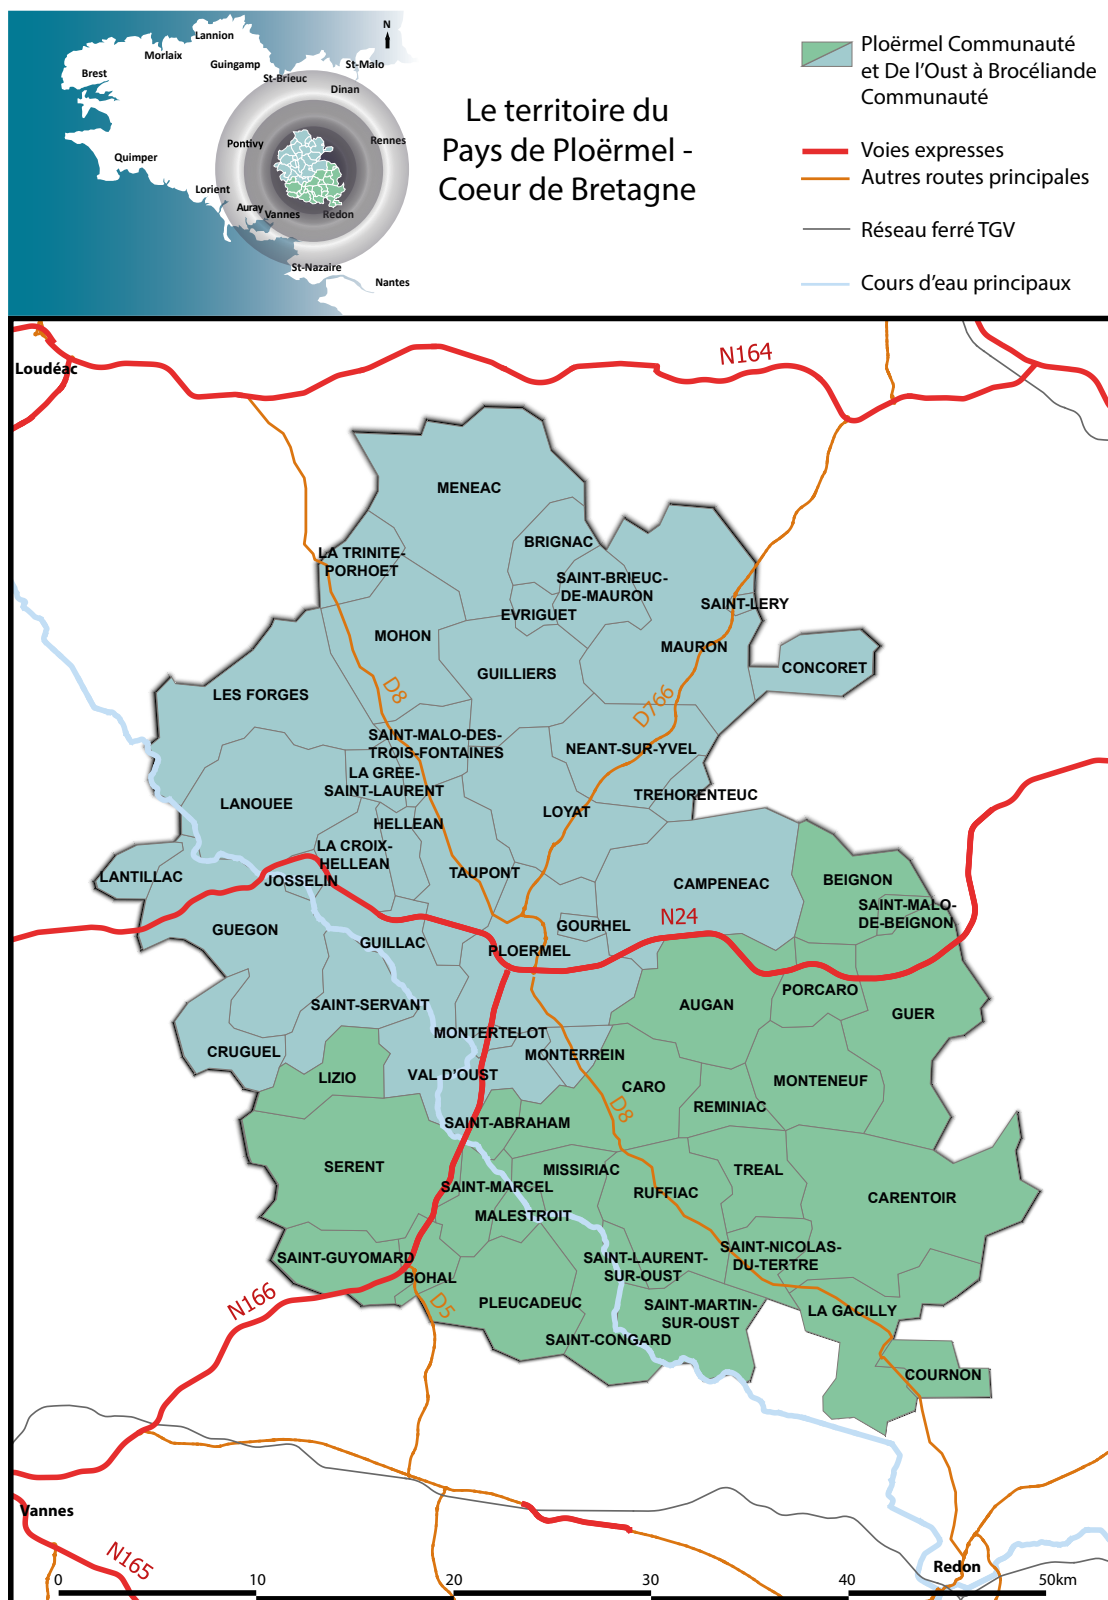 Lannion
N
Morlaix
Guingamp
St-Malo
Brest
St-Brieuc
Dinan
Pontivy
Rennes
Quimper
Lorient
Auray
Vannes
Redon
St-Nazaire
Nantes
Le territoire du
Pays de Ploërmel -
Coeur de Bretagne
Ploërmel Communauté
et De l'Oust à Brocéliande
Communauté
Voies expresses
Autres routes principales
Réseau ferré TGV
Cours d'eau principaux
N164
Loudéac
MENEAC
BRIGNAC
LA TRINITE-
PORHOET
SAINT-BRIEUC-
DE-MAURON
SAINT-LERY
EVRIGUET
MOHON
MAURON
CONCORET
GUILLIERS
LES FORGES
D8
D766
SAINT-MALO-DES-
TROIS-FONTAINES
NEANT-SUR-YVEL
LA GREE-
SAINT-LAURENT
TREHORENTEUC
LANOUEE
LOYAT
HELLEAN
LA CROIX-
HELLEAN
LANTILLAC
JOSSELIN
TAUPONT
CAMPENEAC
BEIGNON
SAINT-MALO-
DE-BEIGNON
GUEGON
GUILLAC
GOURHEL
N24
PLOERMEL
PORCARO
SAINT-SERVANT
AUGAN
GUER
MONTERTELOT
CRUGUEL
MONTERREIN
LIZIO
VAL D'OUST
CARO
MONTENEUF
D8
REMINIAC
SAINT-ABRAHAM
SERENT
MISSIRIAC
TREAL
SAINT-MARCEL
RUFFIAC
CARENTOIR
MALESTROIT
SAINT-GUYOMARD
SAINT-LAURENT-
SUR-OUST
SAINT-NICOLAS-
DU-TERTRE
BOHAL
N166
D5
PLEUCADEUC
SAINT-MARTIN-
SUR-OUST
LA GACILLY
SAINT-CONGARD
COURNON
Vannes
N165
Redon
0 10 20 30 40 50km